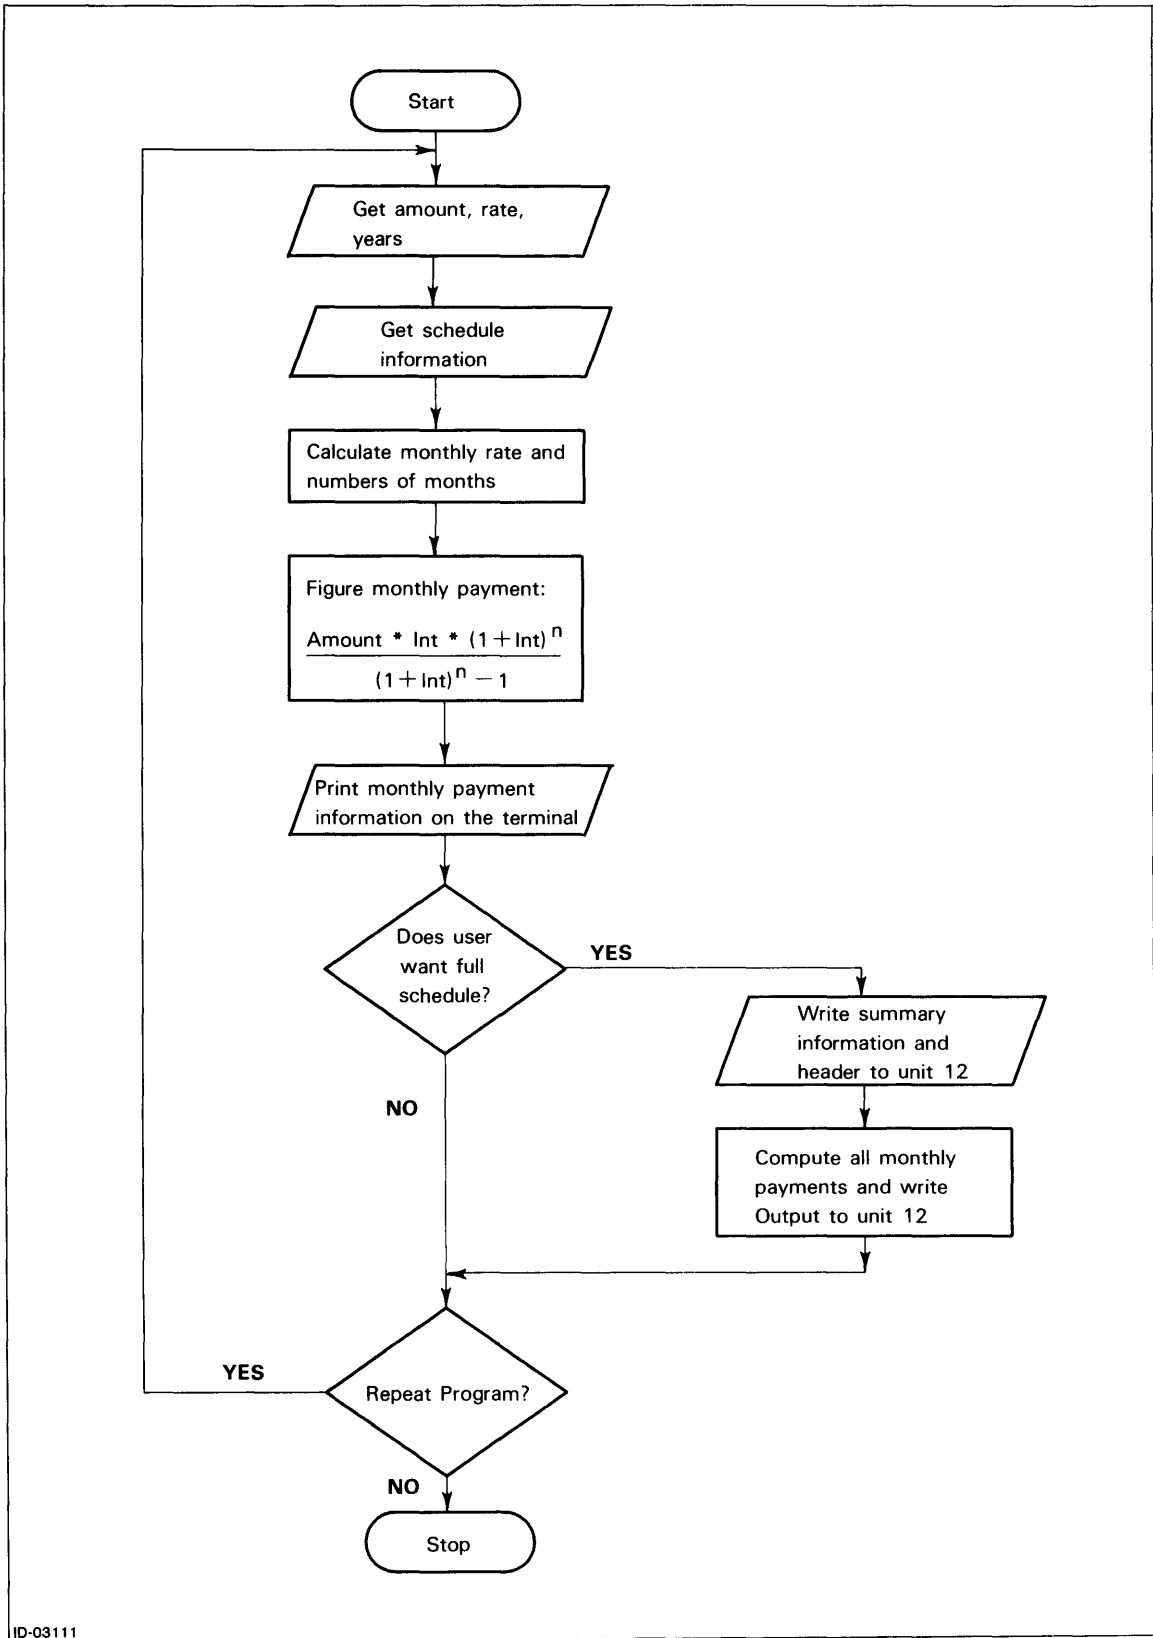 Start
Get amount, rate,
years
Get schedule
information
Calculate monthly rate and
numbers of months
Figure monthly payment:
Amount * Int * (1 + Int)^n
(1 + Int)^n − 1
Print monthly payment
information on the terminal
Does user
want full
schedule?
YES
Write summary
information and
header to unit 12
NO
Compute all monthly
payments and write
Output to unit 12
YES
Repeat Program?
NO
Stop
ID-03111